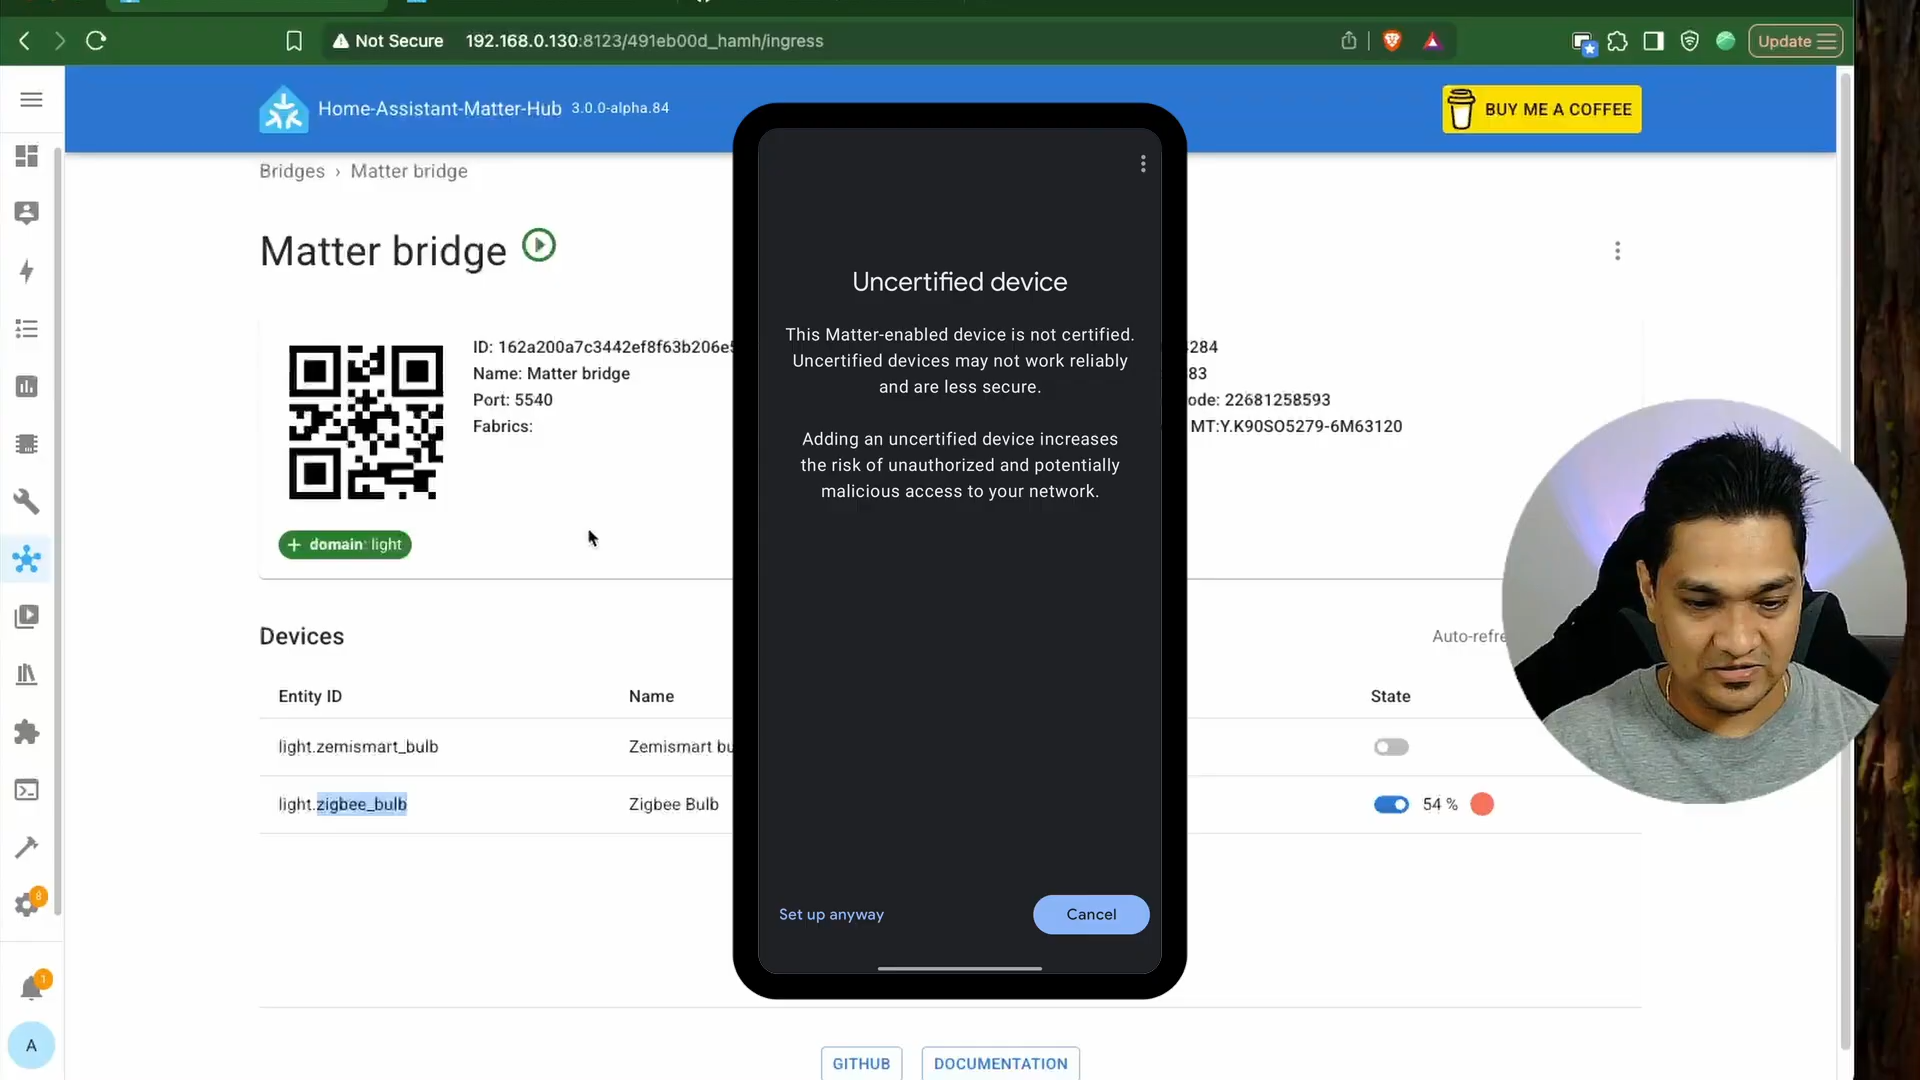 Not Secure
192.168.0.130:8123/491eb00d_hamh/ingress
Update
Home-Assistant-Matter-Hub 3.0.0-alpha.84
BUY ME A COFFEE
Bridges › Matter bridge
Matter bridge
ID: 162a200a7c3442ef8f63b206e5
Name: Matter bridge
Port: 5540
Fabrics:
284
83
ode: 22681258593
MT:Y.K90SO5279-6M63120
+ domain: light
Devices
Auto-refre
Entity ID
Name
State
light.zemismart_bulb
Zemismart bu
light.zigbee_bulb
Zigbee Bulb
54 %
8
1
A
GITHUB
DOCUMENTATION
Uncertified device
This Matter-enabled device is not certified.
Uncertified devices may not work reliably
and are less secure.
Adding an uncertified device increases
the risk of unauthorized and potentially
malicious access to your network.
Set up anyway
Cancel